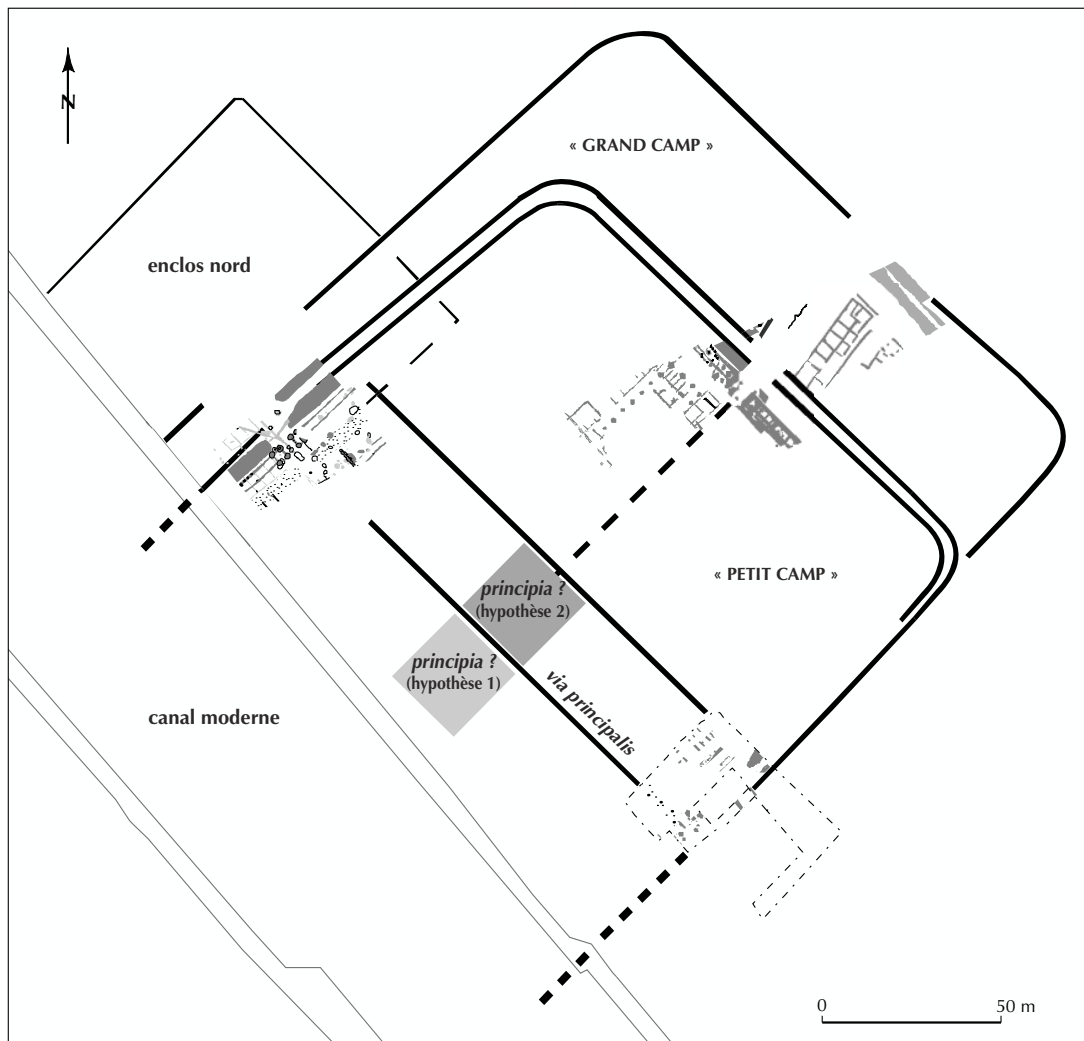 N
« GRAND CAMP »
enclos nord
« PETIT CAMP »
principia ?
(hypothèse 2)
principia ?
(hypothèse 1)
via principalis
canal moderne
0 50 m